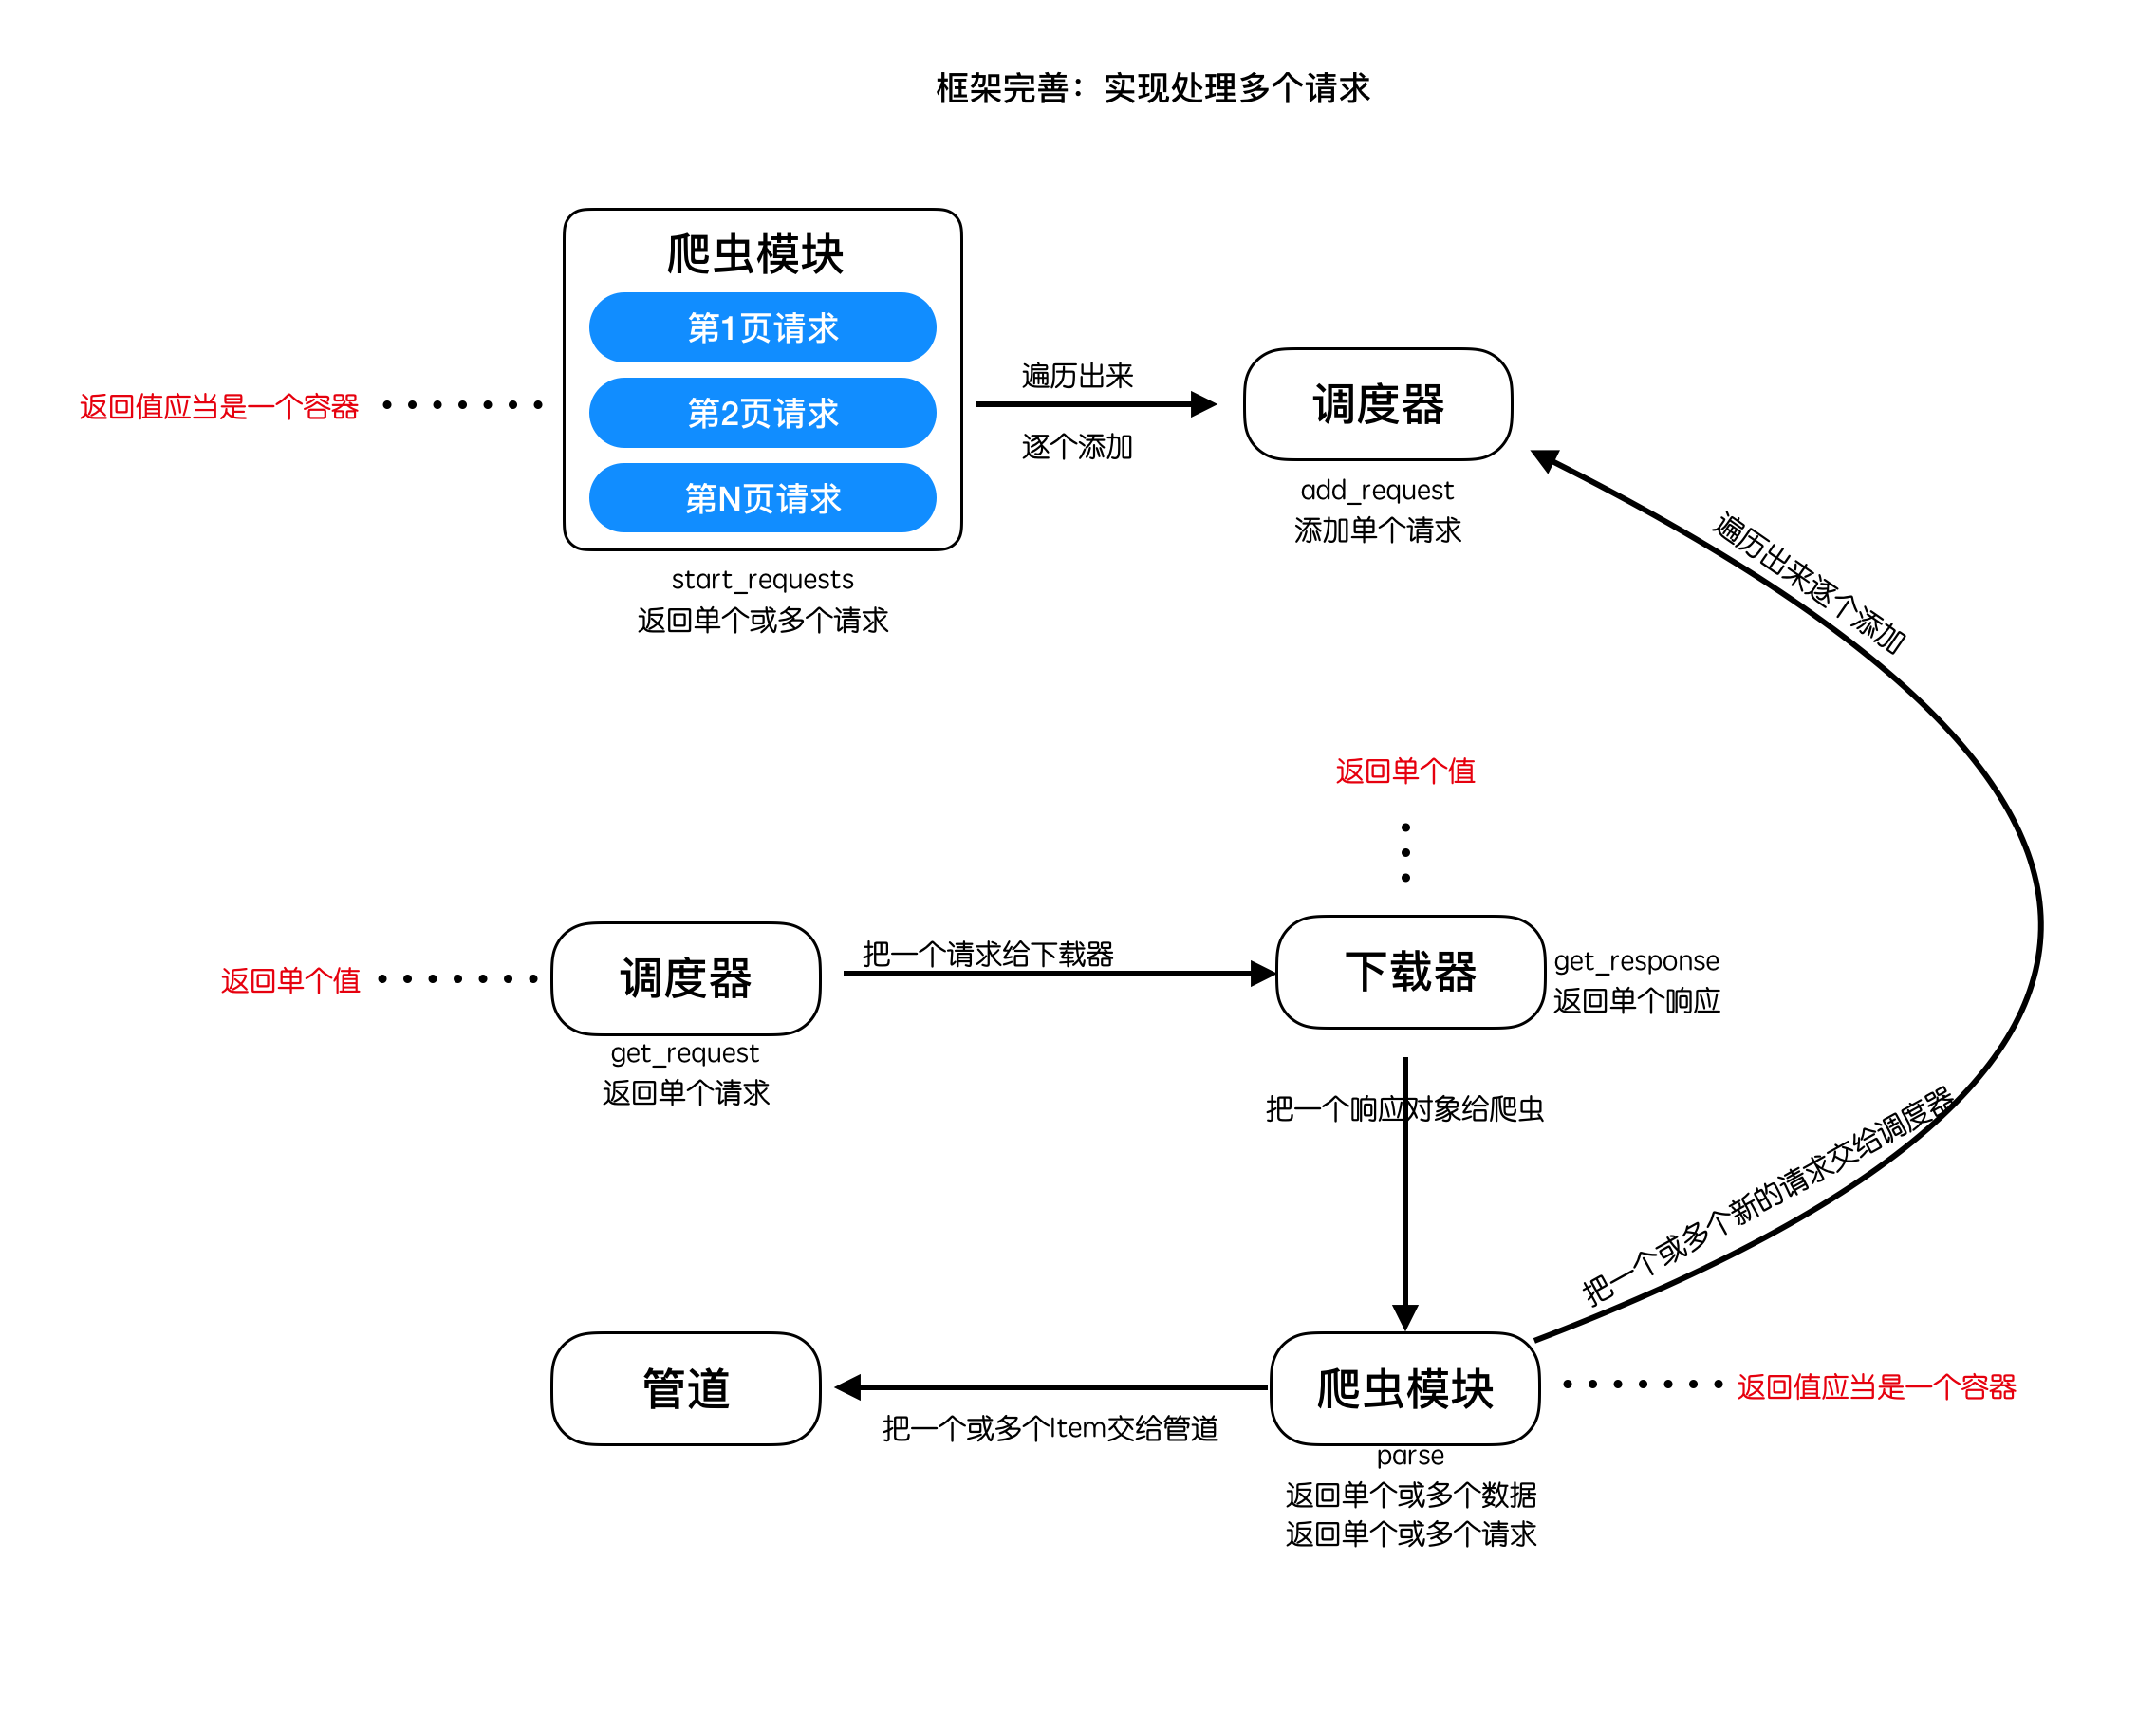 框架完善：实现处理多个请求
爬虫模块
第1页请求
第2页请求
第N页请求
返回值应当是一个容器
遍历出来
逐个添加
调度器
add_request
添加单个请求
start_requests
返回单个或多个请求
遍历出来逐个添加
返回单个值
返回单个值
调度器
把一个请求给下载器
下载器
get_response
返回单个响应
get_request
返回单个请求
把一个响应对象给爬虫
把一个或多个新的请求交给调度器
管道
把一个或多个Item交给管道
爬虫模块
返回值应当是一个容器
parse
返回单个或多个数据
返回单个或多个请求